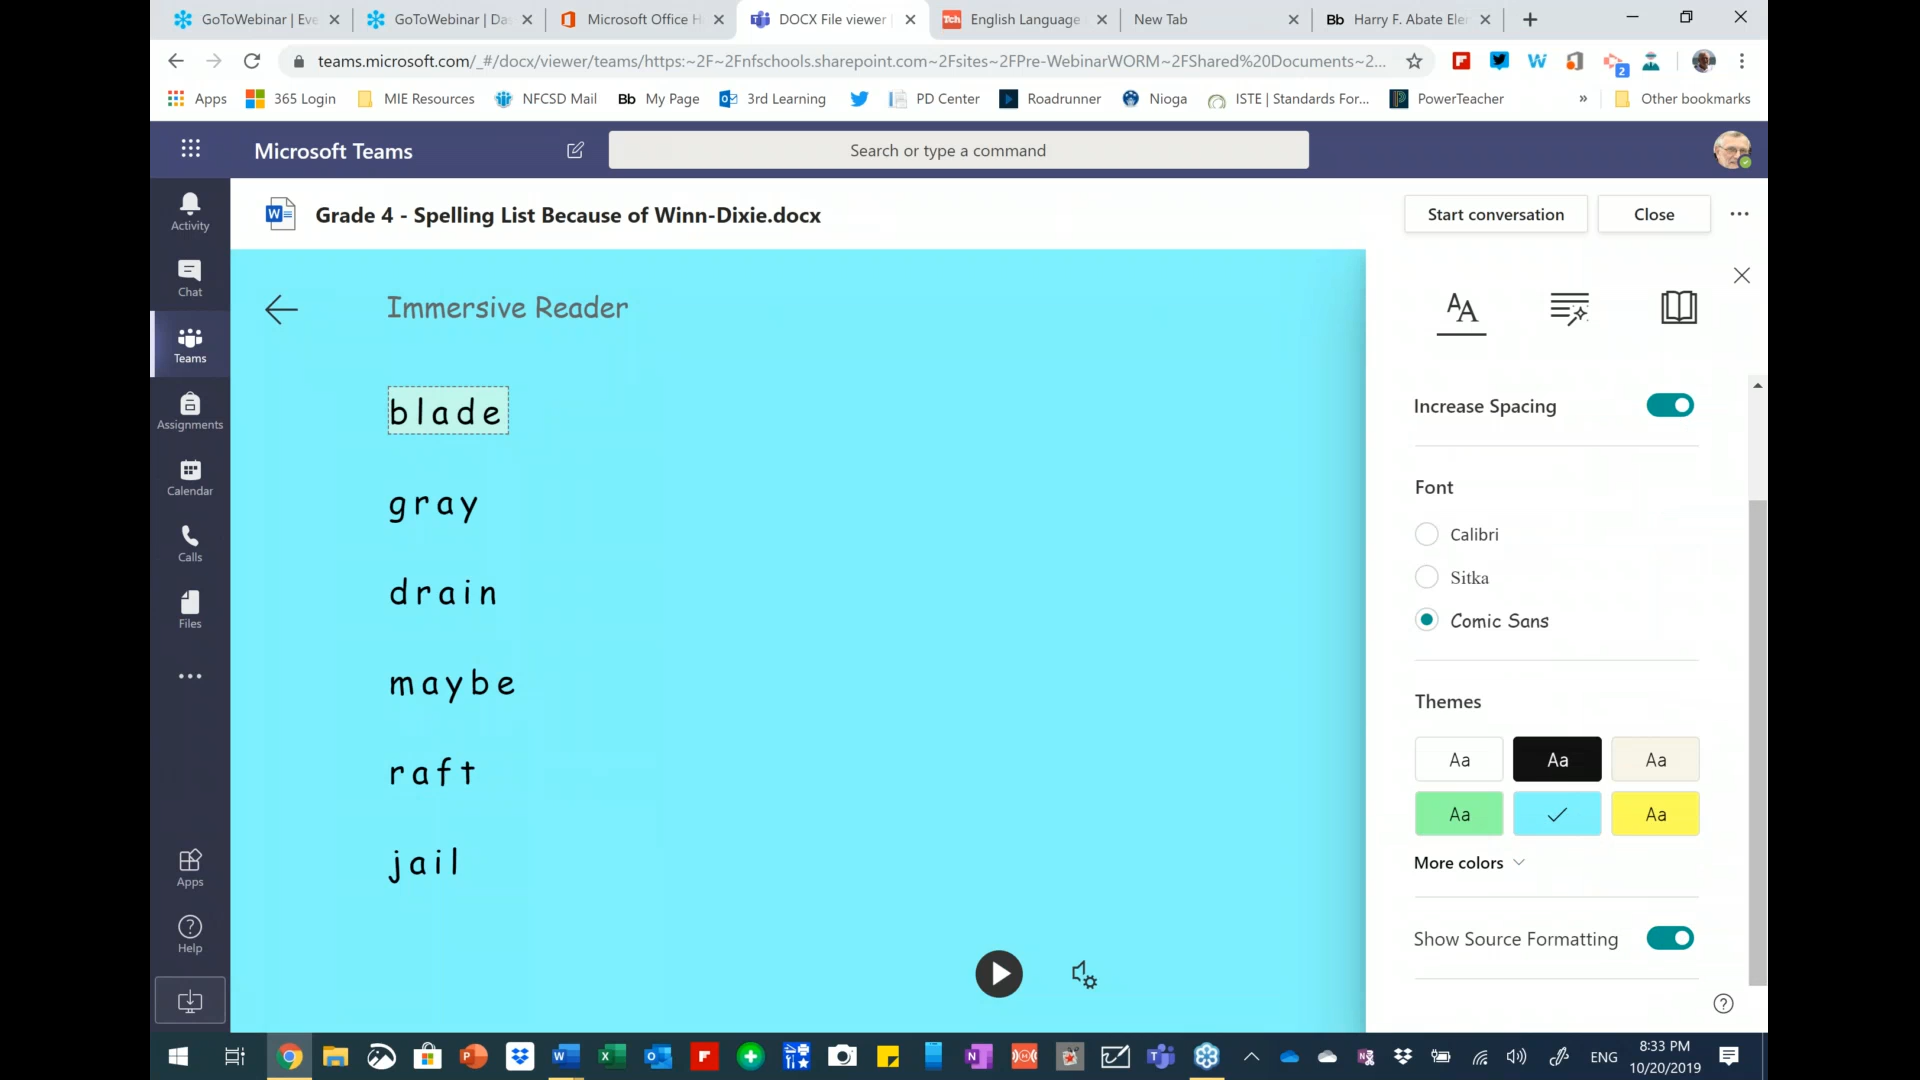 GoToWebinar | Eve
GoToWebinar | Da
Microsoft Office H
DOCX File viewer |
Tch English Language
New Tab
Bb Harry F. Abate Ele
teams.microsoft.com/_#/docx/viewer/teams/https:~2F~2Fnfschools.sharepoint.com~2Fsites~2FPre-WebinarWORM~2FShared%20Documents~2...
2
Apps
365 Login
MIE Resources
NFCSD Mail
Bb My Page
3rd Learning
PD Center
Roadrunner
Nioga
ISTE | Standards For...
PowerTeacher
»
Other bookmarks
Microsoft Teams
Search or type a command
Activity
Chat
Teams
Assignments
Calendar
Calls
Files
Apps
Help
Grade 4 - Spelling List Because of Winn-Dixie.docx
Start conversation
Close
Immersive Reader
blade
gray
drain
maybe
raft
jail
AA
Increase Spacing
Font
Calibri
Sitka
Comic Sans
Themes
Aa Aa Aa
Aa Aa
More colors
Show Source Formatting
ENG
8:33 PM
10/20/2019